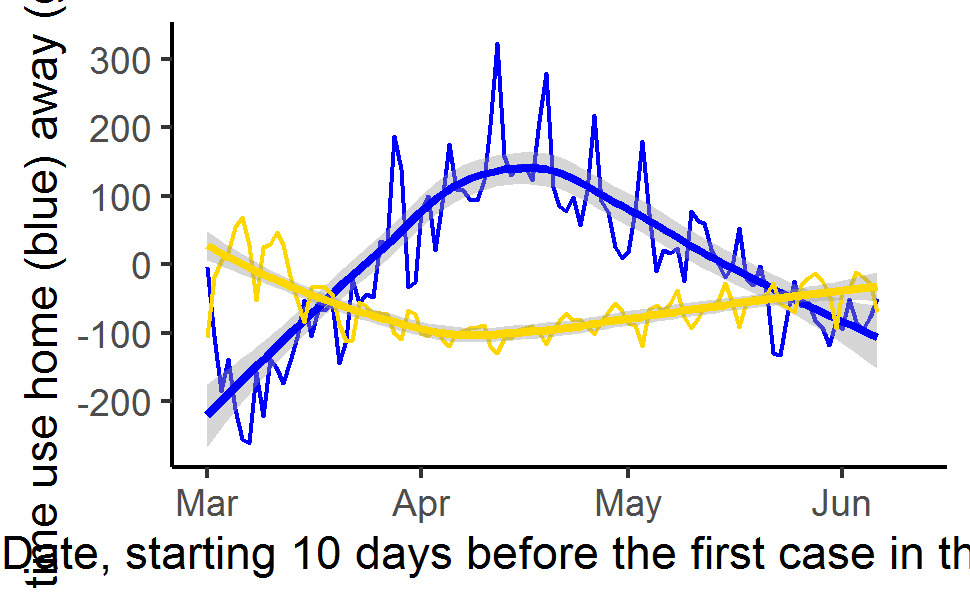 time use home (blue) away (
300
200
100
0
-100
-200
Mar Apr May Jun
Date, starting 10 days before the first case in th